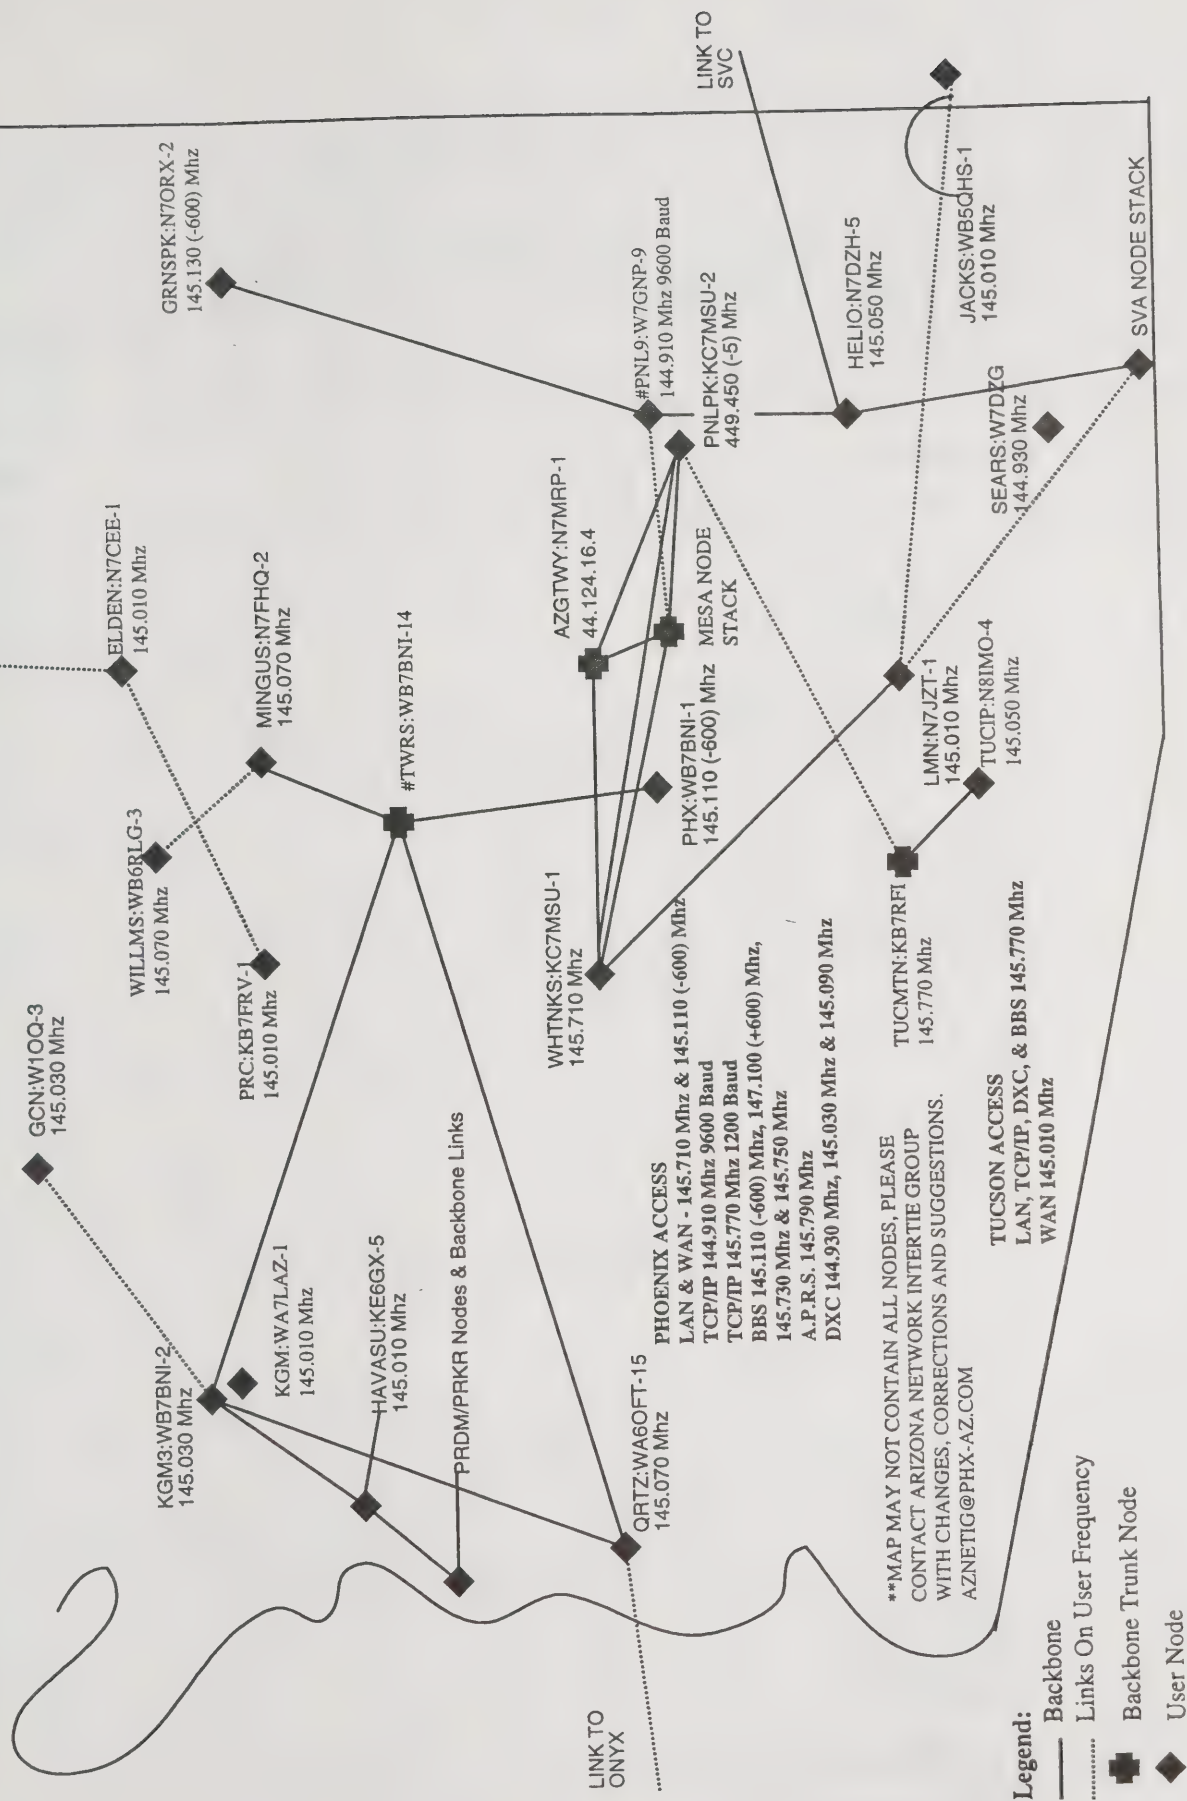 GCN:W1OQ-3
145.030 Mhz
KGM3:WB7BNI-2
145.030 Mhz
KGM:WA7LAZ-1
145.010 Mhz
HAVASU:KE6GX-5
145.010 Mhz
PRDM/PRKR Nodes & Backbone Links
QRTZ:WA6OFT-15
145.070 Mhz
LINK TO
ONYX
WILLMS:WB6RLG-3
145.070 Mhz
PRC:KB7FRV-1
145.010 Mhz
ELDEN:N7CEE-1
145.010 Mhz
MINGUS:N7FHQ-2
145.070 Mhz
#TWRS:WB7BNI-14
GRNSPK:N7ORX-2
145.130 (-600) Mhz
WHTNKS:KC7MSU-1
145.710 Mhz
AZGTWY:N7MRP-1
44.124.16.4
#PNL9:W7GNP-9
144.910 Mhz 9600 Baud
PNLPK:KC7MSU-2
449.450 (-5) Mhz
MESA NODE
STACK
PHX:WB7BNI-1
145.110 (-600) Mhz
LINK TO
SVC
HELIO:N7DZH-5
145.050 Mhz
JACKS:WB5QHS-1
145.010 Mhz
SEARS:W7DZG
144.930 Mhz
SVA NODE STACK
LMN:N7JZT-1
145.010 Mhz
TUCIP:N8IMO-4
145.050 Mhz
TUCMTN:KB7RFI
145.770 Mhz
PHOENIX ACCESS
LAN & WAN - 145.710 Mhz & 145.110 (-600) Mhz
TCP/IP 144.910 Mhz 9600 Baud
TCP/IP 145.770 Mhz 1200 Baud
BBS 145.110 (-600) Mhz, 147.100 (+600) Mhz,
145.730 Mhz & 145.750 Mhz
A.P.R.S. 145.790 Mhz
DXC 144.930 Mhz, 145.030 Mhz & 145.090 Mhz
**MAP MAY NOT CONTAIN ALL NODES, PLEASE
CONTACT ARIZONA NETWORK INTERTIE GROUP
WITH CHANGES, CORRECTIONS AND SUGGESTIONS.
AZNETIG@PHX-AZ.COM
TUCSON ACCESS
LAN, TCP/IP, DXC, & BBS 145.770 Mhz
WAN 145.010 Mhz
Legend:
Backbone
Links On User Frequency
Backbone Trunk Node
User Node